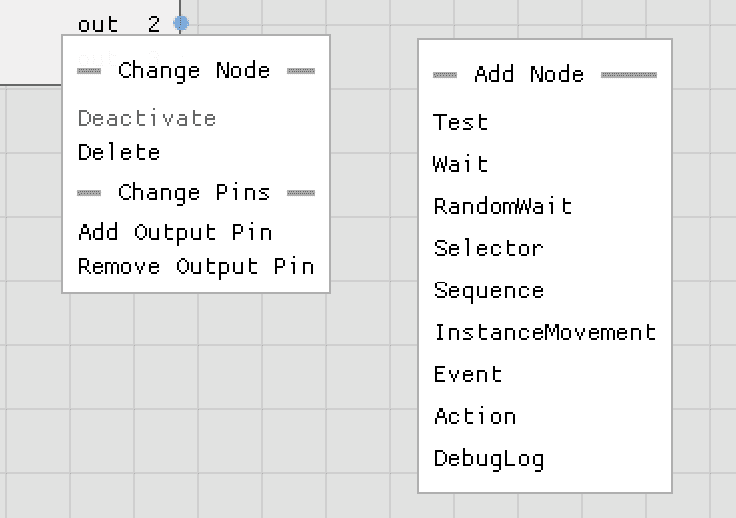 out 2
Change Node
Deactivate
Delete
Change Pins
Add Output Pin
Remove Output Pin
Add Node
Test
Wait
RandomWait
Selector
Sequence
InstanceMovement
Event
Action
DebugLog